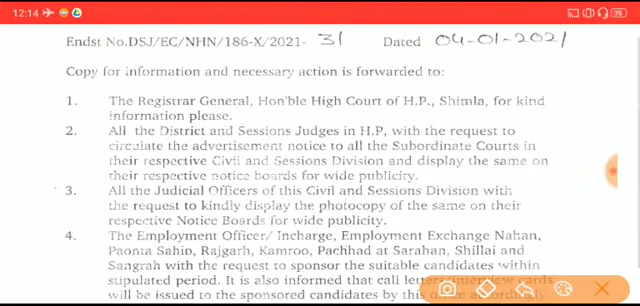 12:14
78
Endst No.DSJ/EC/NHN/186-X/2021- 31 Dated 04-01-2021
Copy for information and necessary action is forwarded to:
1. The Registrar General, Hon'ble High Court of H.P., Shimla, for kind
information please.
2. All the District and Sessions Judges in H.P, with the request to
circulate the advertisement notice to all the Subordinate Courts in
their respective Civil and Sessions Division and display the same on
their respective notice boards for wide publicity.
3. All the Judicial Officers of this Civil and Sessions Division with
the request to kindly display the photocopy of the same on their
respective Notice Boards for wide publicity.
4. The Employment Officer/ Incharge, Employment Exchange Nahan,
Paonta Sahib, Rajgarh, Kamroo, Pachhad at Sarahan, Shillai and
Sangrah with the request to sponsor the suitable candidates within
stipulated period. It is also informed that call letters/interview cards
will be issued to the sponsored candidates by this office accordingly.